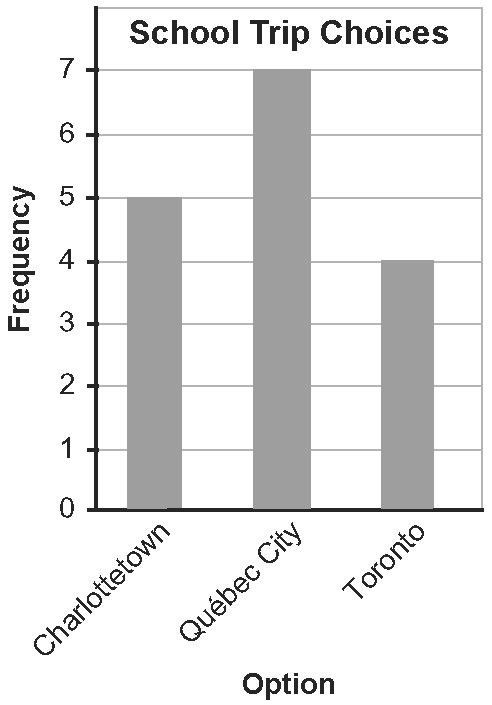 School Trip Choices
Frequency
7
6
5
4
3
2
1
0
Charlottetown
Québec City
Toronto
Option